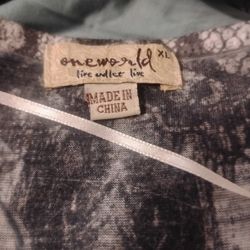 oneworld XL
live and let live
MADE IN
CHINA